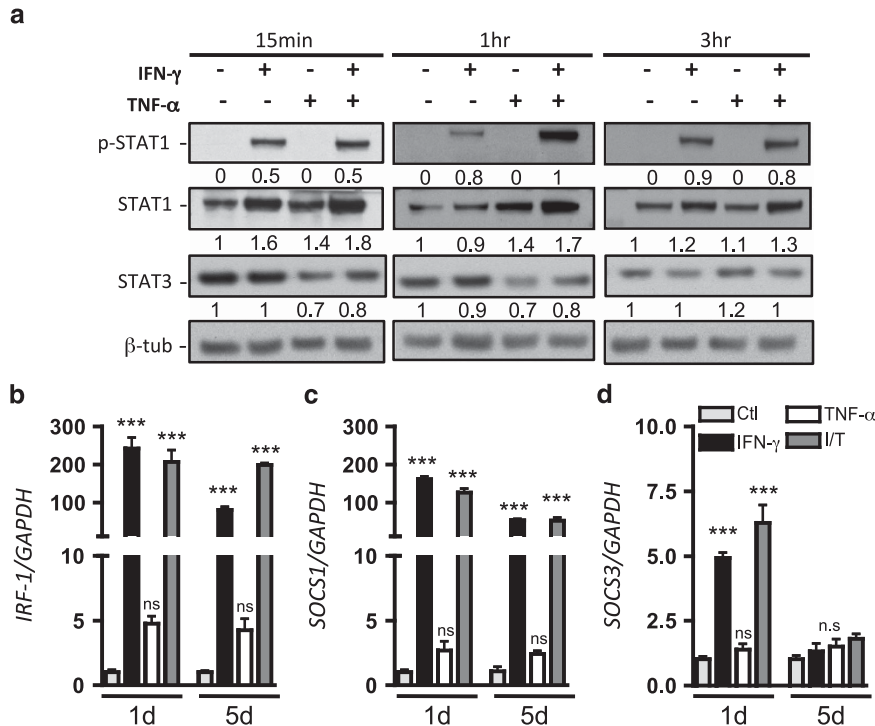 a
15min 1hr 3hr
IFN-γ - + - + - + - + - + - +
TNF-α - - + + - - + + - - + +
p-STAT1 -
0 0.5 0 0.5 0 0.8 0 1 0 0.9 0 0.8
STAT1 -
1 1.6 1.4 1.8 1 0.9 1.4 1.7 1 1.2 1.1 1.3
STAT3 -
1 1 0.7 0.8 1 0.9 0.7 0.8 1 1 1.2 1
β-tub -
b
IRF-1/GAPDH
300
200
100
10
5
0
*** *** *** ***
ns ns
1d 5d
c
SOCS1/GAPDH
300
200
100
10
5
0
*** *** *** ***
ns ns
1d 5d
d
Ctl TNF-α
IFN-γ I/T
SOCS3/GAPDH
10.0
7.5
5.0
2.5
0.0
*** ***
ns n.s
1d 5d